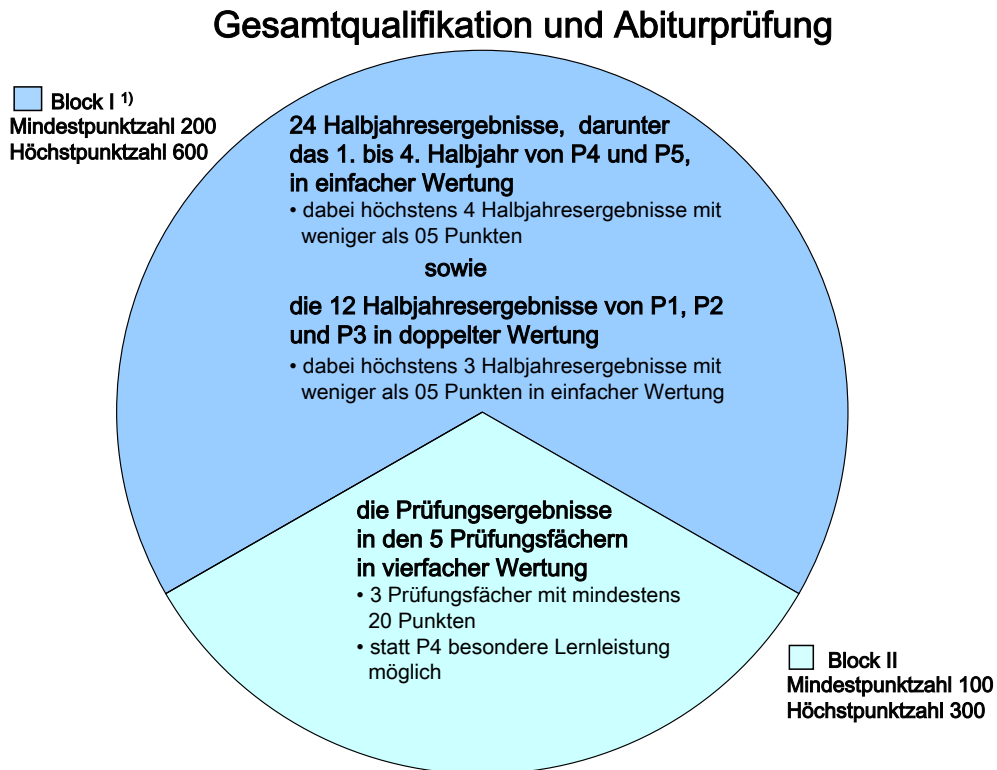 Gesamtqualifikation und Abiturprüfung
Block I 1)
Mindestpunktzahl 200
Höchstpunktzahl 600
24 Halbjahresergebnisse, darunter
das 1. bis 4. Halbjahr von P4 und P5,
in einfacher Wertung
• dabei höchstens 4 Halbjahresergebnisse mit
weniger als 05 Punkten
sowie
die 12 Halbjahresergebnisse von P1, P2
und P3 in doppelter Wertung
• dabei höchstens 3 Halbjahresergebnisse mit
weniger als 05 Punkten in einfacher Wertung
die Prüfungsergebnisse
in den 5 Prüfungsfächern
in vierfacher Wertung
• 3 Prüfungsfächer mit mindestens
20 Punkten
• statt P4 besondere Lernleistung
möglich
Block II
Mindestpunktzahl 100
Höchstpunktzahl 300